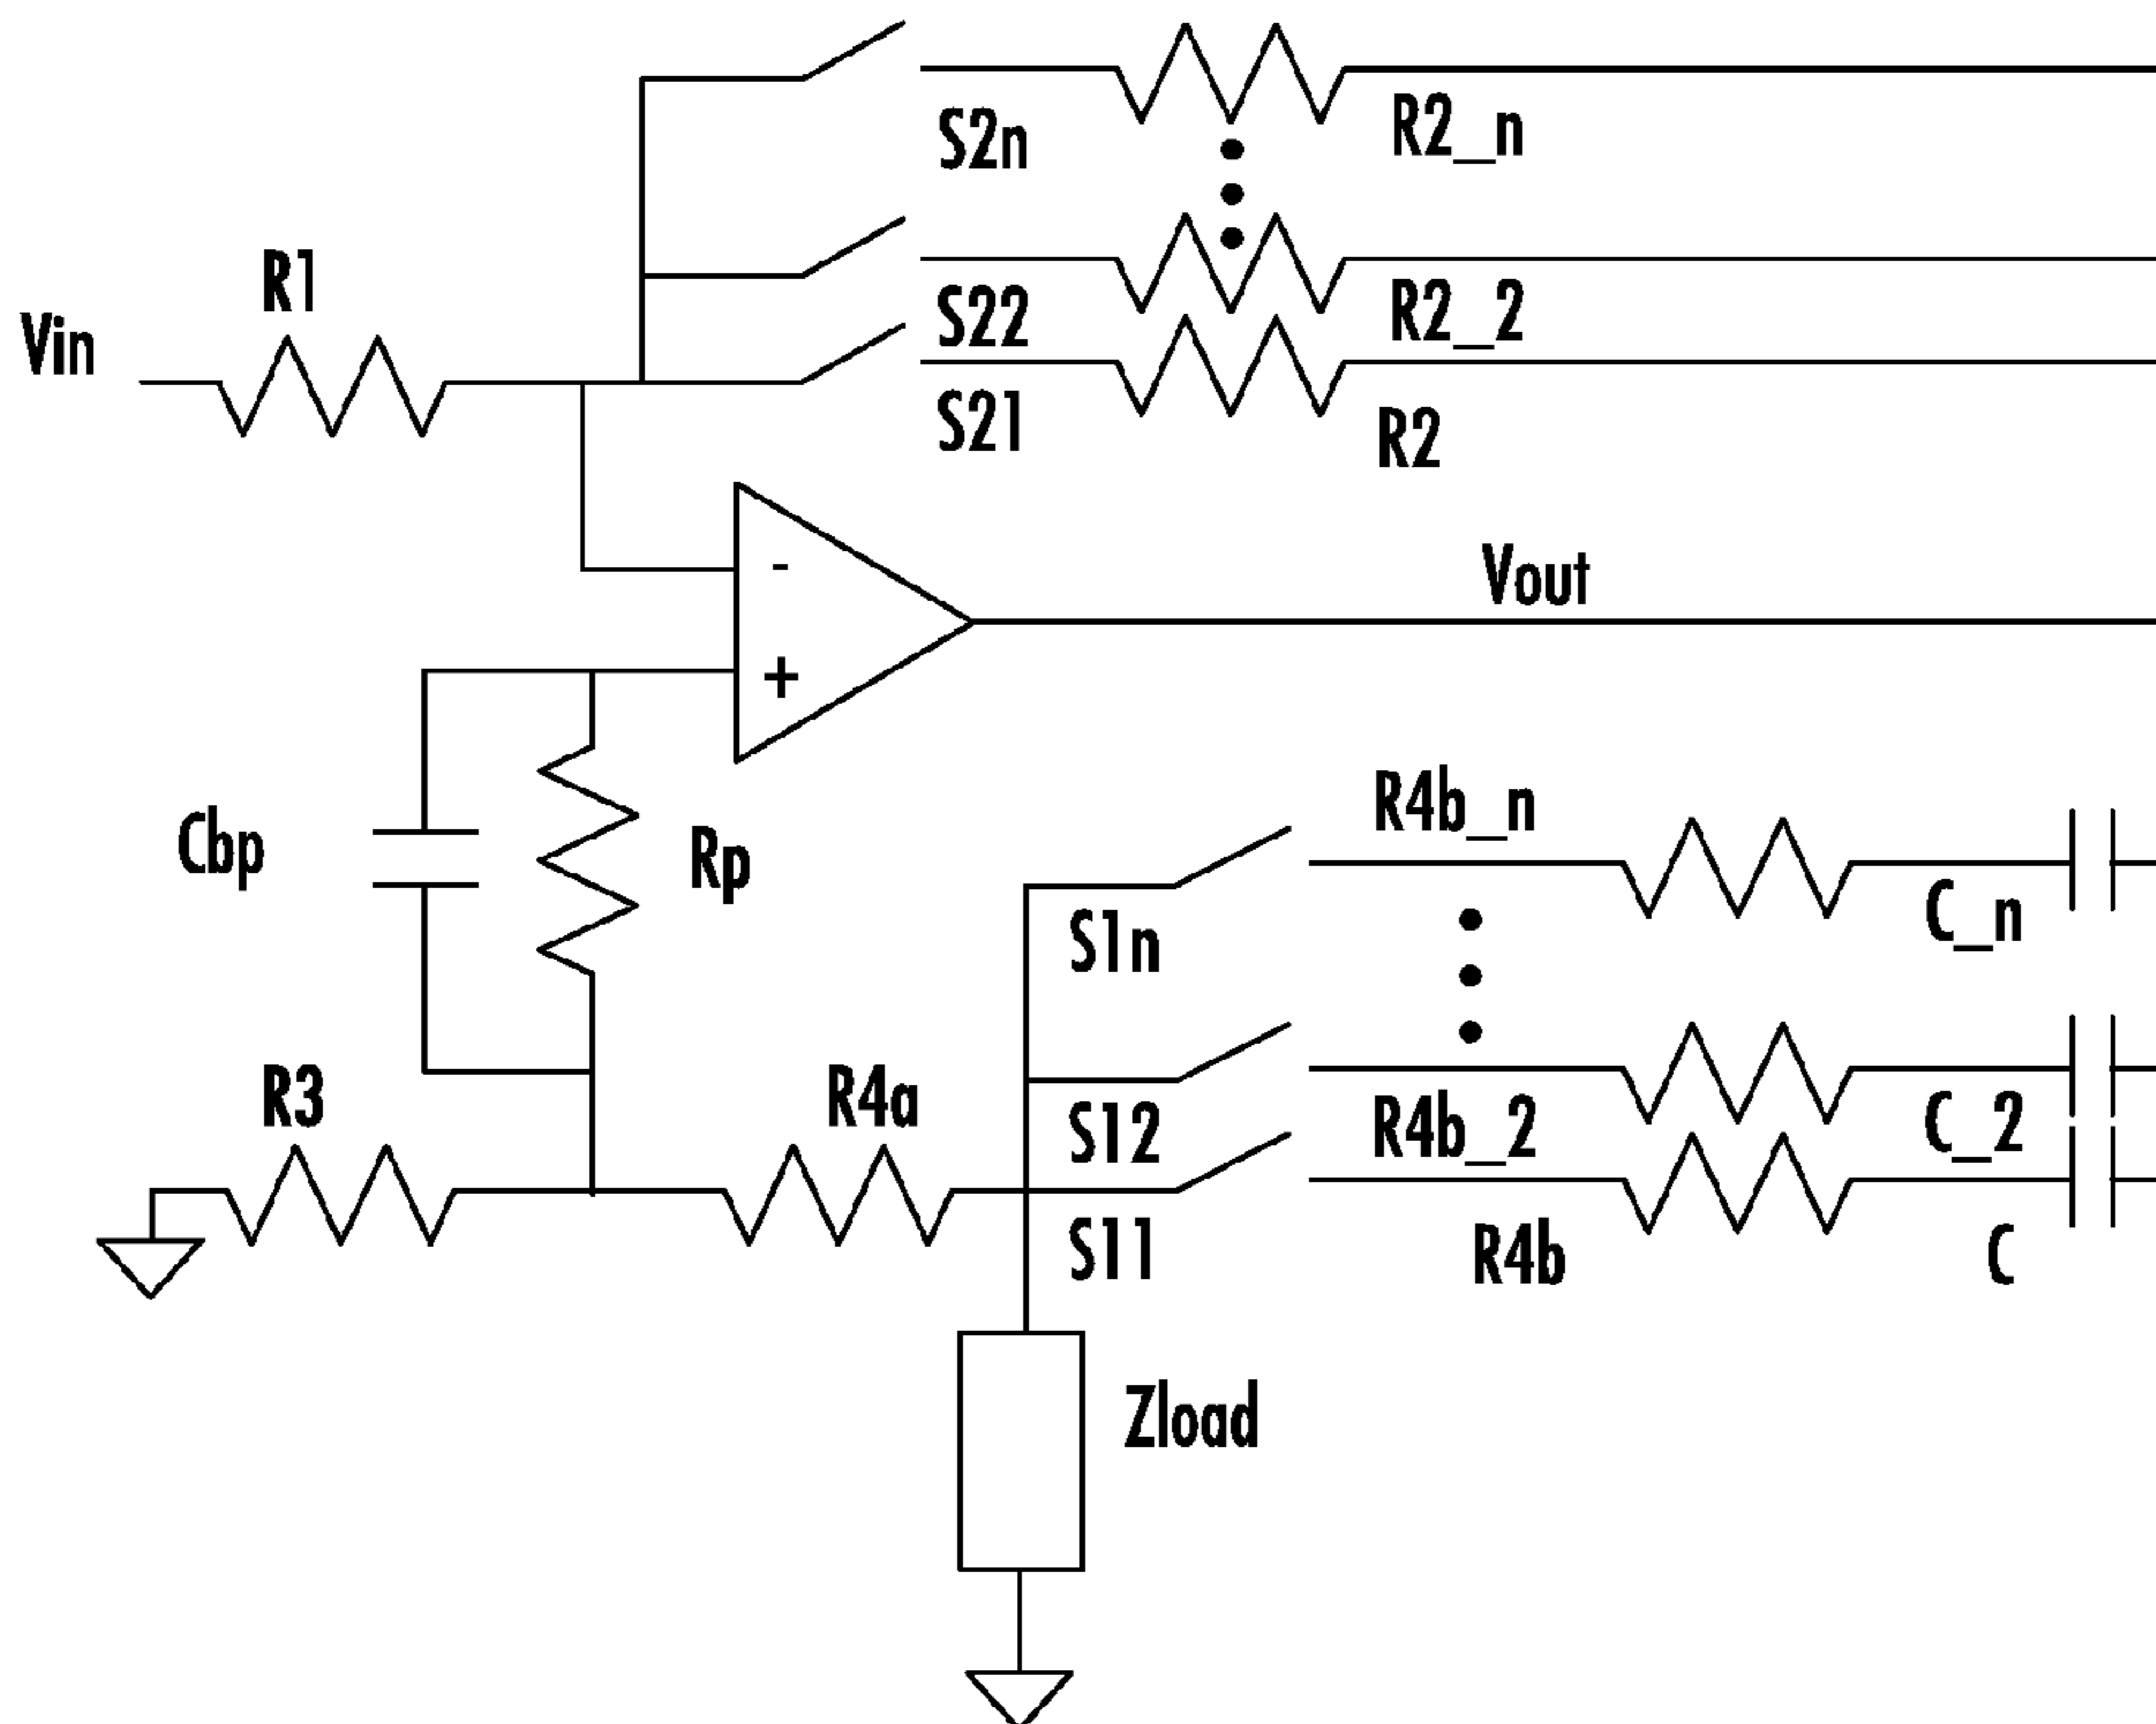 S2n
R2_n
R1
Vin
S22
R2_2
S21
R2
-
Vout
+
R4b_n
Cbp
Rp
C_n
S1n
R3
R4a
S12
R4b_2
C_2
S11
R4b
C
Zload